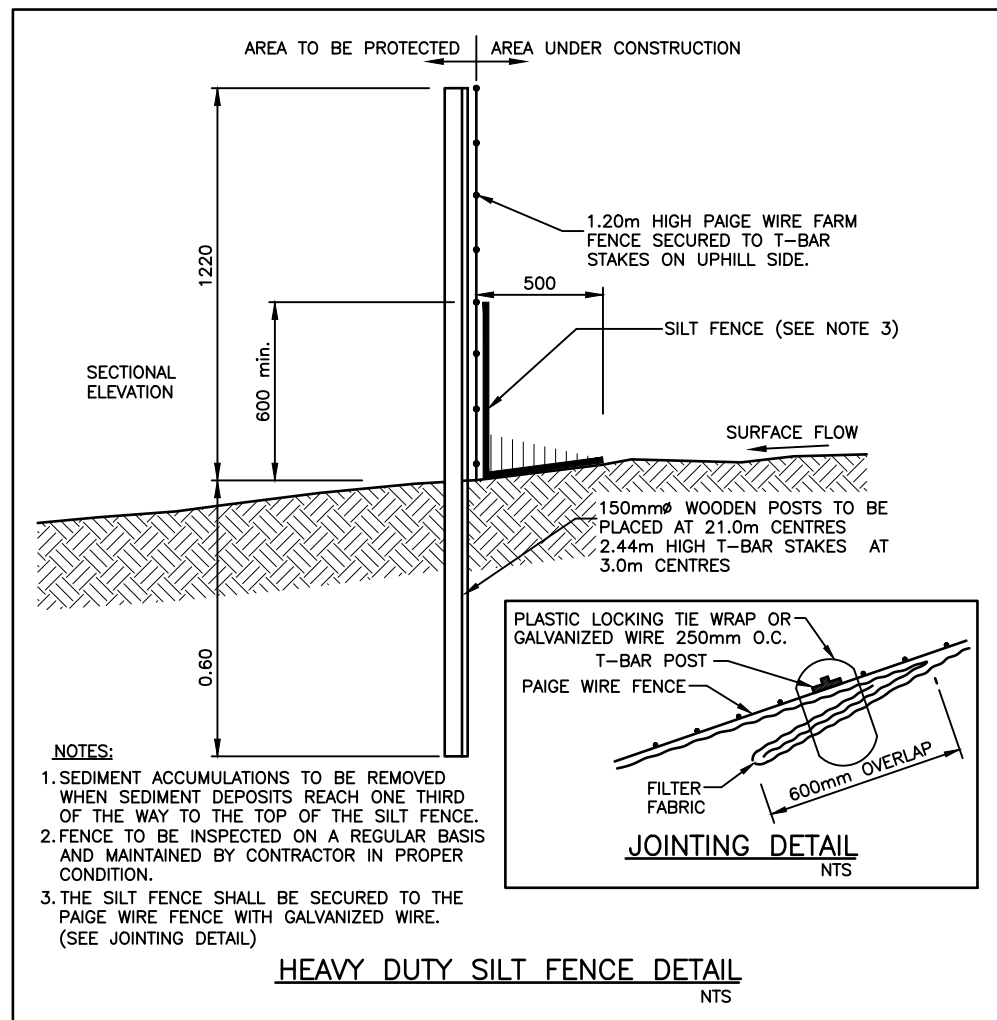 AREA TO BE PROTECTED
AREA UNDER CONSTRUCTION
1220
1.20m HIGH PAIGE WIRE FARM
FENCE SECURED TO T-BAR
STAKES ON UPHILL SIDE.
500
SILT FENCE (SEE NOTE 3)
600 min.
SECTIONAL
ELEVATION
SURFACE FLOW
150mmø WOODEN POSTS TO BE
PLACED AT 21.0m CENTRES
2.44m HIGH T-BAR STAKES AT
3.0m CENTRES
0.60
PLASTIC LOCKING TIE WRAP OR
GALVANIZED WIRE 250mm O.C.
T-BAR POST
PAIGE WIRE FENCE
FILTER
FABRIC
600mm OVERLAP
JOINTING DETAIL
NTS
NOTES:
1. SEDIMENT ACCUMULATIONS TO BE REMOVED
WHEN SEDIMENT DEPOSITS REACH ONE THIRD
OF THE WAY TO THE TOP OF THE SILT FENCE.
2. FENCE TO BE INSPECTED ON A REGULAR BASIS
AND MAINTAINED BY CONTRACTOR IN PROPER
CONDITION.
3. THE SILT FENCE SHALL BE SECURED TO THE
PAIGE WIRE FENCE WITH GALVANIZED WIRE.
(SEE JOINTING DETAIL)
HEAVY DUTY SILT FENCE DETAIL
NTS